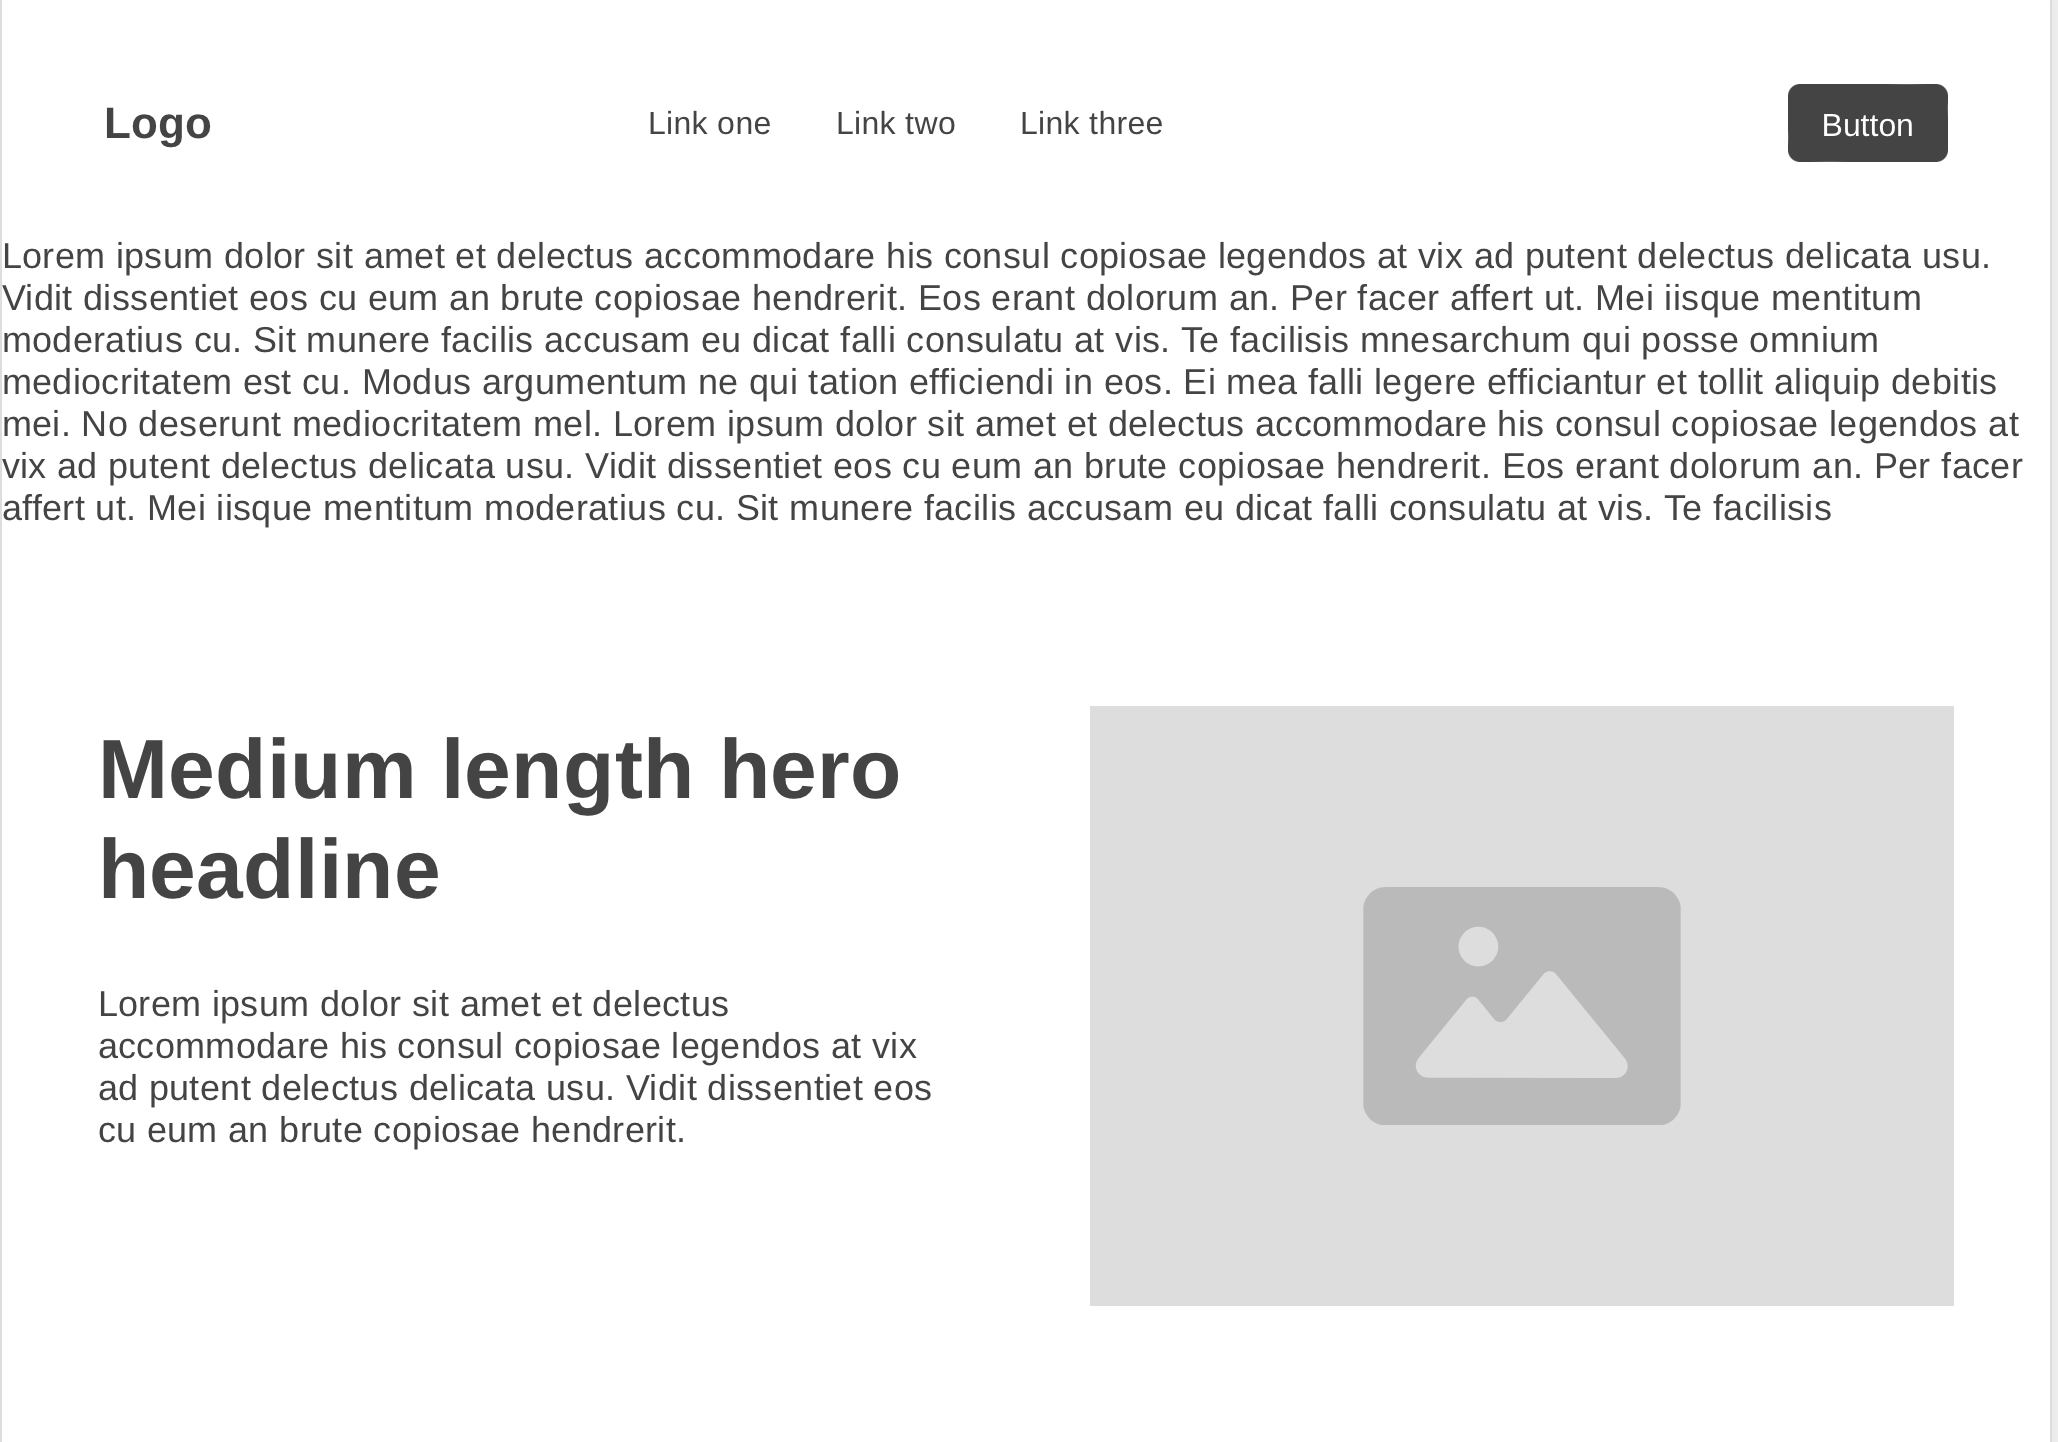 Logo
Link one
Link two
Link three
Button
Lorem ipsum dolor sit amet et delectus accommodare his consul copiosae legendos at vix ad putent delectus delicata usu.
Vidit dissentiet eos cu eum an brute copiosae hendrerit. Eos erant dolorum an. Per facer affert ut. Mei iisque mentitum
moderatius cu. Sit munere facilis accusam eu dicat falli consulatu at vis. Te facilisis mnesarchum qui posse omnium
mediocritatem est cu. Modus argumentum ne qui tation efficiendi in eos. Ei mea falli legere efficiantur et tollit aliquip debitis
mei. No deserunt mediocritatem mel. Lorem ipsum dolor sit amet et delectus accommodare his consul copiosae legendos at
vix ad putent delectus delicata usu. Vidit dissentiet eos cu eum an brute copiosae hendrerit. Eos erant dolorum an. Per facer
affert ut. Mei iisque mentitum moderatius cu. Sit munere facilis accusam eu dicat falli consulatu at vis. Te facilisis
Medium length hero
headline
Lorem ipsum dolor sit amet et delectus
accommodare his consul copiosae legendos at vix
ad putent delectus delicata usu. Vidit dissentiet eos
cu eum an brute copiosae hendrerit.